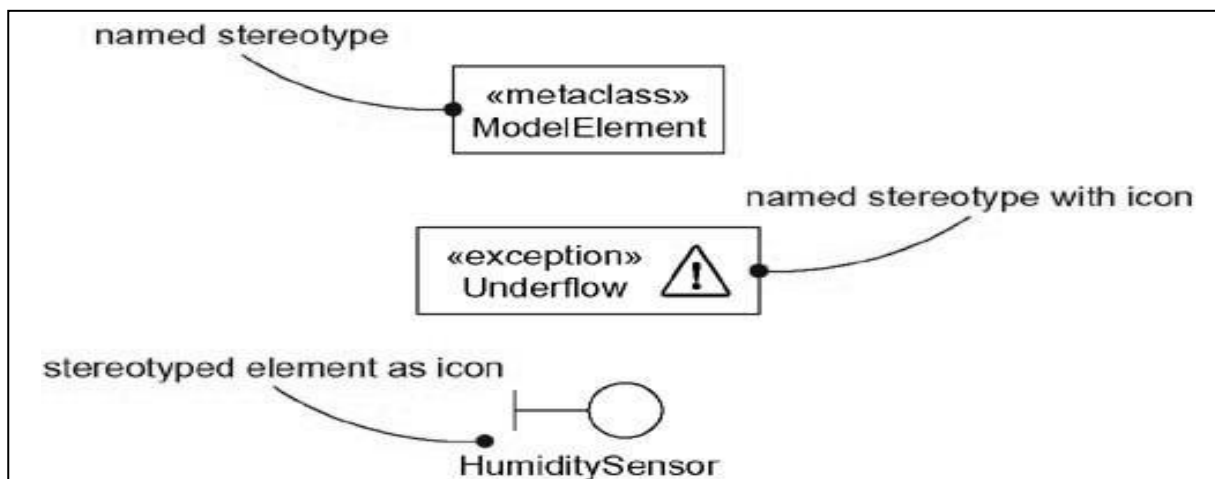 named stereotype
«metaclass»
ModelElement
named stereotype with icon
«exception»
Underflow
!
stereotyped element as icon
HumiditySensor